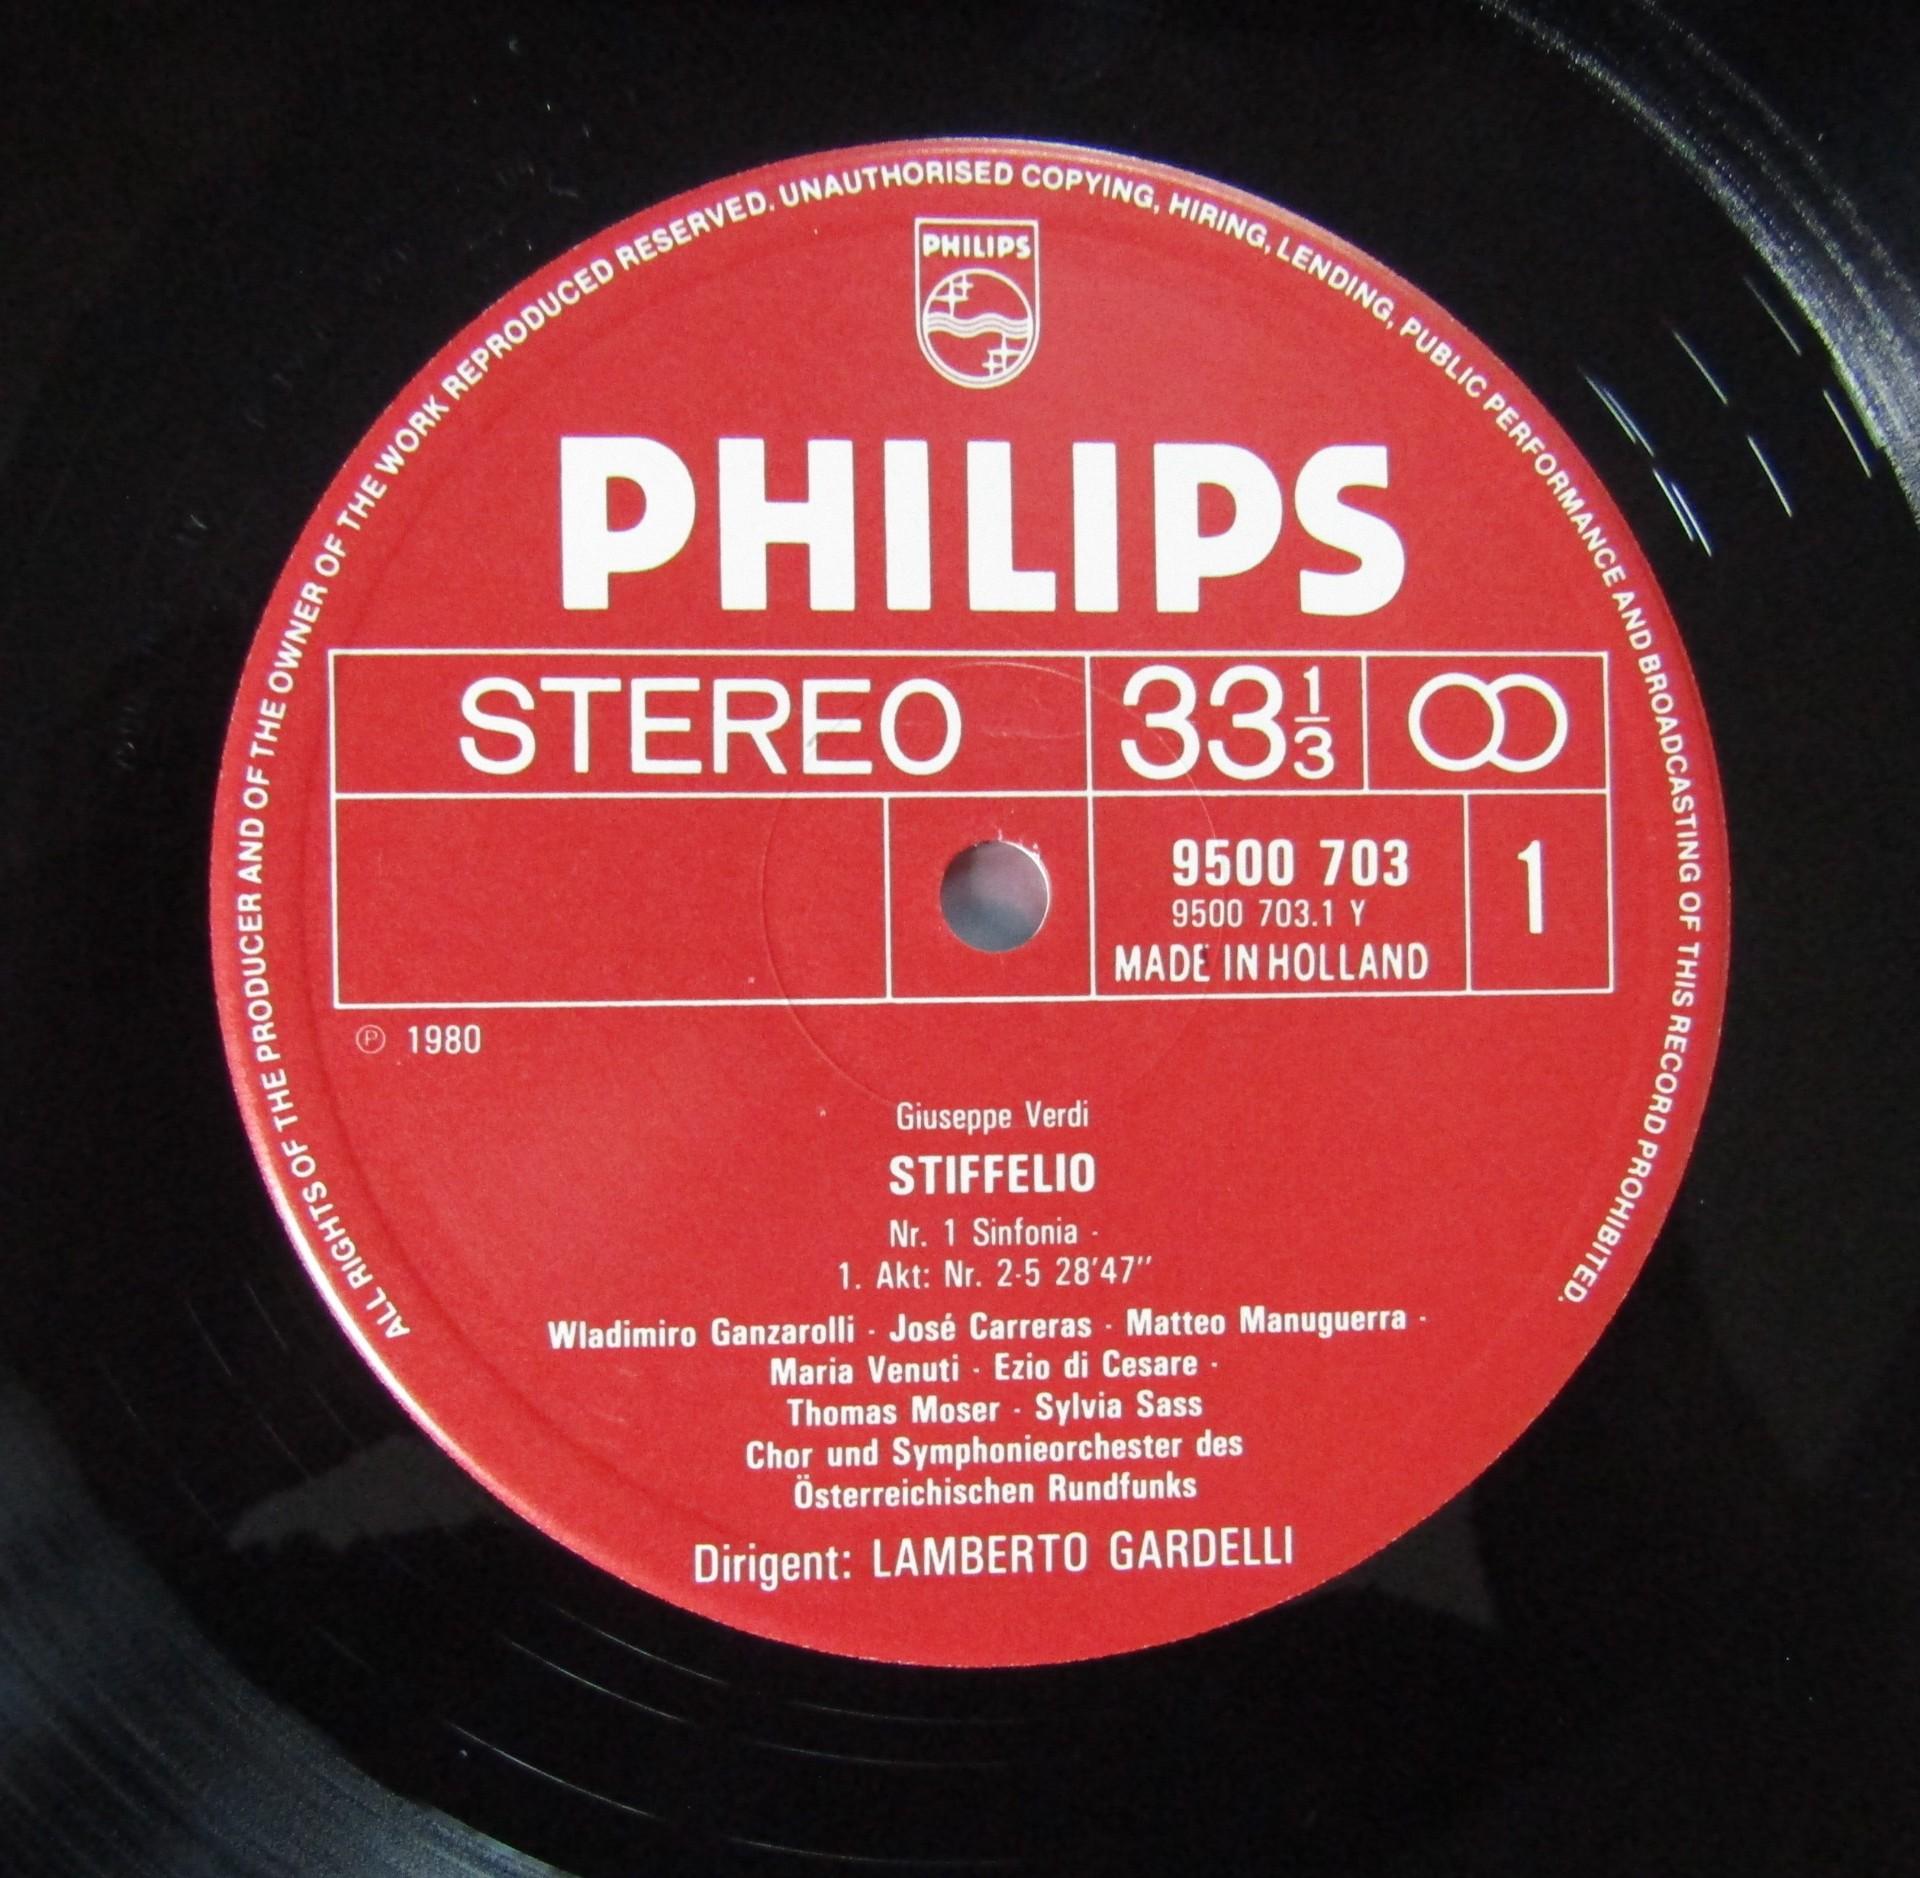 ALL RIGHTS OF THE PRODUCER AND OF THE OWNER OF THE WORK REPRODUCED RESERVED. UNAUTHORISED COPYING, HIRING, LENDING, PUBLIC PERFORMANCE AND BROADCASTING OF THIS RECORD PROHIBITED.
PHILIPS
PHILIPS
STEREO 33 1/3
9500 703 1
9500 703.1 Y
MADE IN HOLLAND
℗ 1980
Giuseppe Verdi
STIFFELIO
Nr. 1 Sinfonia -
1. Akt: Nr. 2-5 28'47"
Wladimiro Ganzarolli · José Carreras · Matteo Manuguerra ·
Maria Venuti · Ezio di Cesare ·
Thomas Moser · Sylvia Sass
Chor und Symphonieorchester des
Österreichischen Rundfunks
Dirigent: LAMBERTO GARDELLI